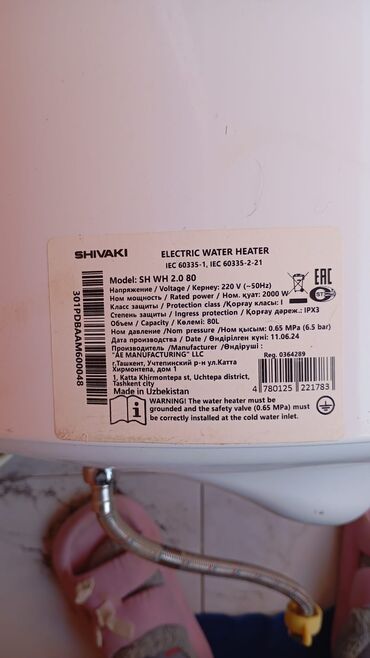 SHIVAKI
ELECTRIC WATER HEATER
IEC 60335-1, IEC 60335-2-21
Model: SH WH 2.0 80
Напряжение / Voltage / Кернеу: 220 V (~50Hz)
Ном мощность / Rated power / Ном. қуат: 2000 W
Класс защиты / Protection class / Қорғау класы: I
Степень защиты / Ingress protection / Қорғау дәреж.: IPX3
Объем / Capacity / Көлемі: 80L
Ном давление / Nom pressure / Ном қысым: 0.65 MPa (6.5 bar)
Дата производства / Date / Өндірілген күні: 11.06.24
Производитель / Manufacturer / Өндіруші :
"AE MANUFACTURING" LLC
г.Ташкент, Учтепинский р-н ул.Катта
Хирмонтепа, дом 1
1, Katta Khirmontepa st, Uchtepa district,
Tashkent city
Made in Uzbekistan
EAC
Reg. 0364289
4 780125 221783
301PDBAAM600048
WARNING! The water heater must be
grounded and the safety valve (0.65 MPa) must
be correctly installed at the cold water inlet.